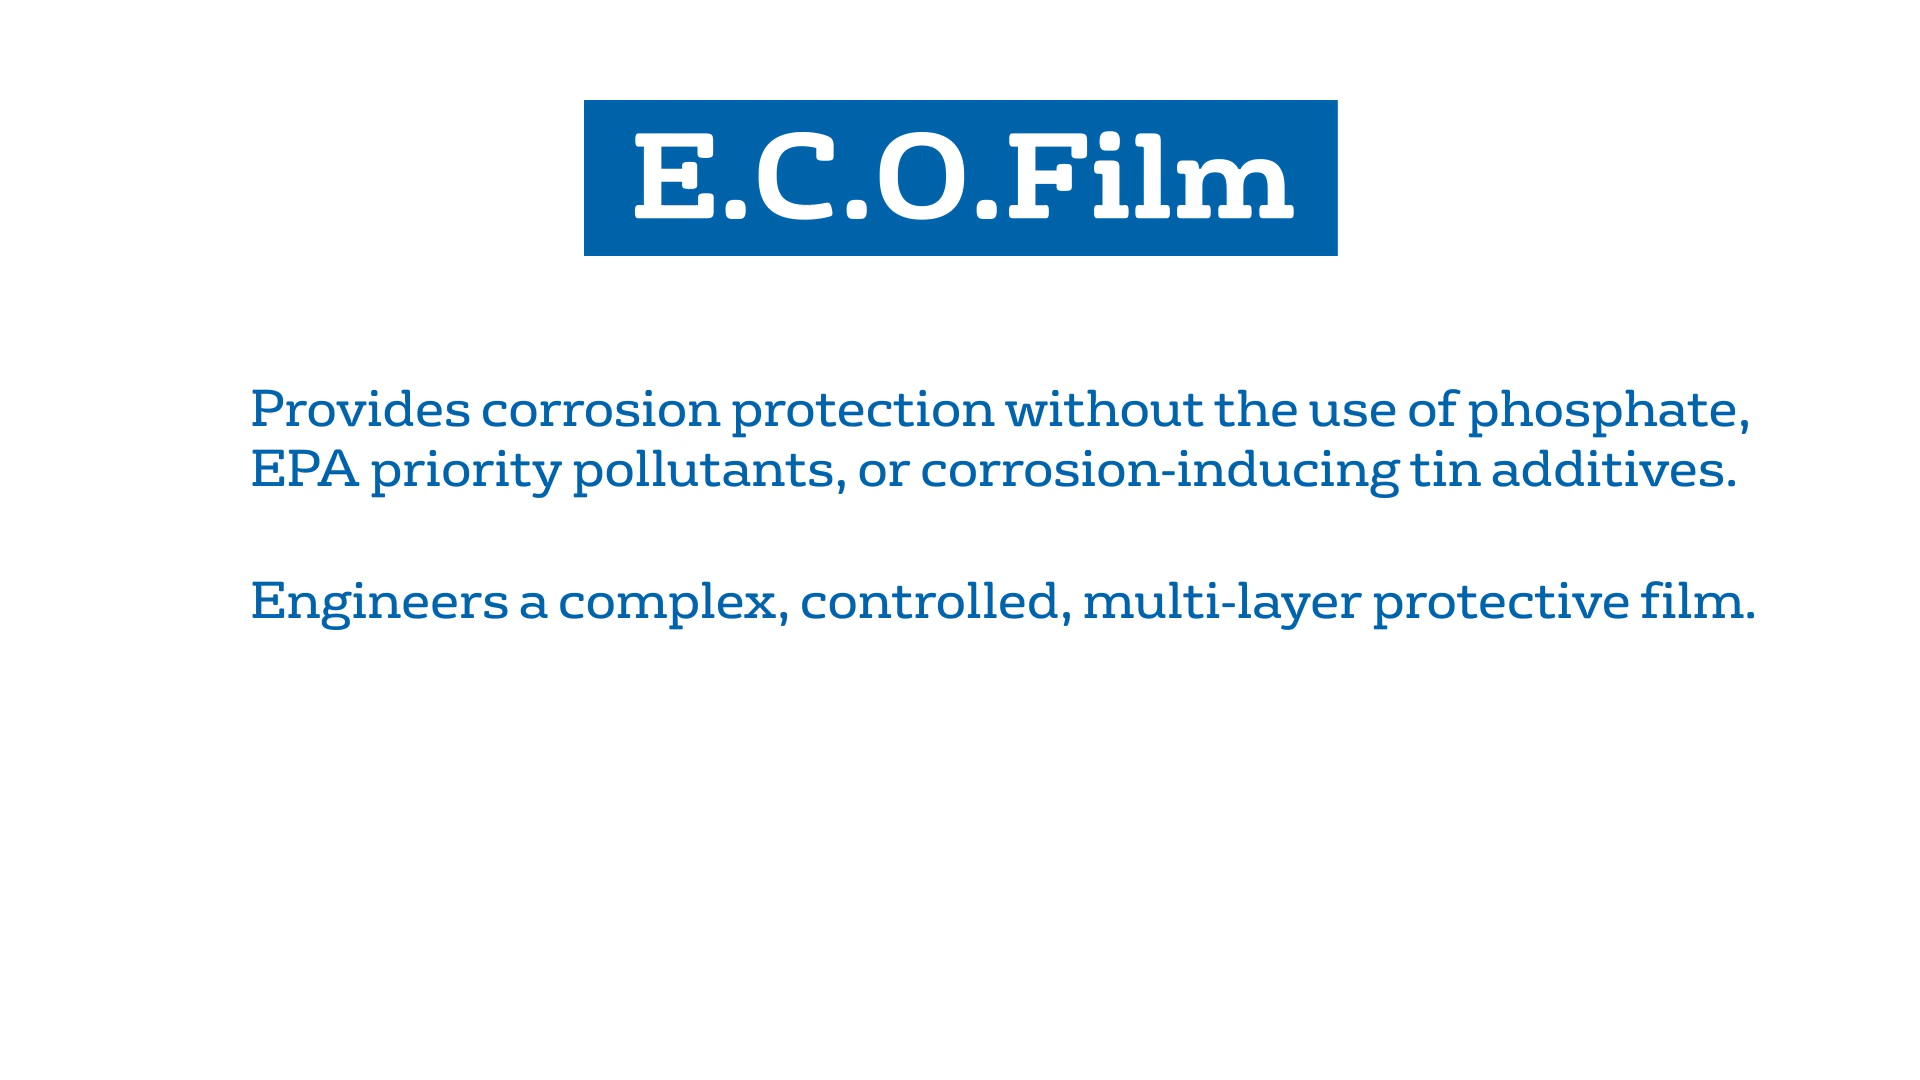 E.C.O.Film
Provides corrosion protection without the use of phosphate,
EPA priority pollutants, or corrosion-inducing tin additives.
Engineers a complex, controlled, multi-layer protective film.